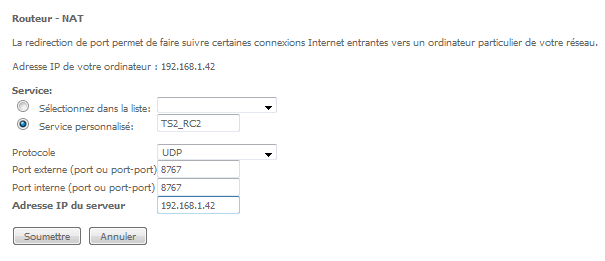 Routeur - NAT
La redirection de port permet de faire suivre certaines connexions Internet entrantes vers un ordinateur particulier de votre réseau.
Adresse IP de votre ordinateur : 192.168.1.42
Service:
Sélectionnez dans la liste:
Service personnalisé: TS2_RC2
Protocole UDP
Port externe (port ou port-port) 8767
Port interne (port ou port-port) 8767
Adresse IP du serveur 192.168.1.42
Soumettre Annuler